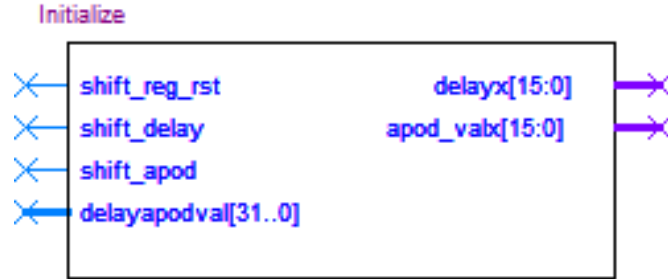 Initialize
shift_reg_rst delayx[15:0]
shift_delay apod_valx[15:0]
shift_apod
delayapodval[31..0]